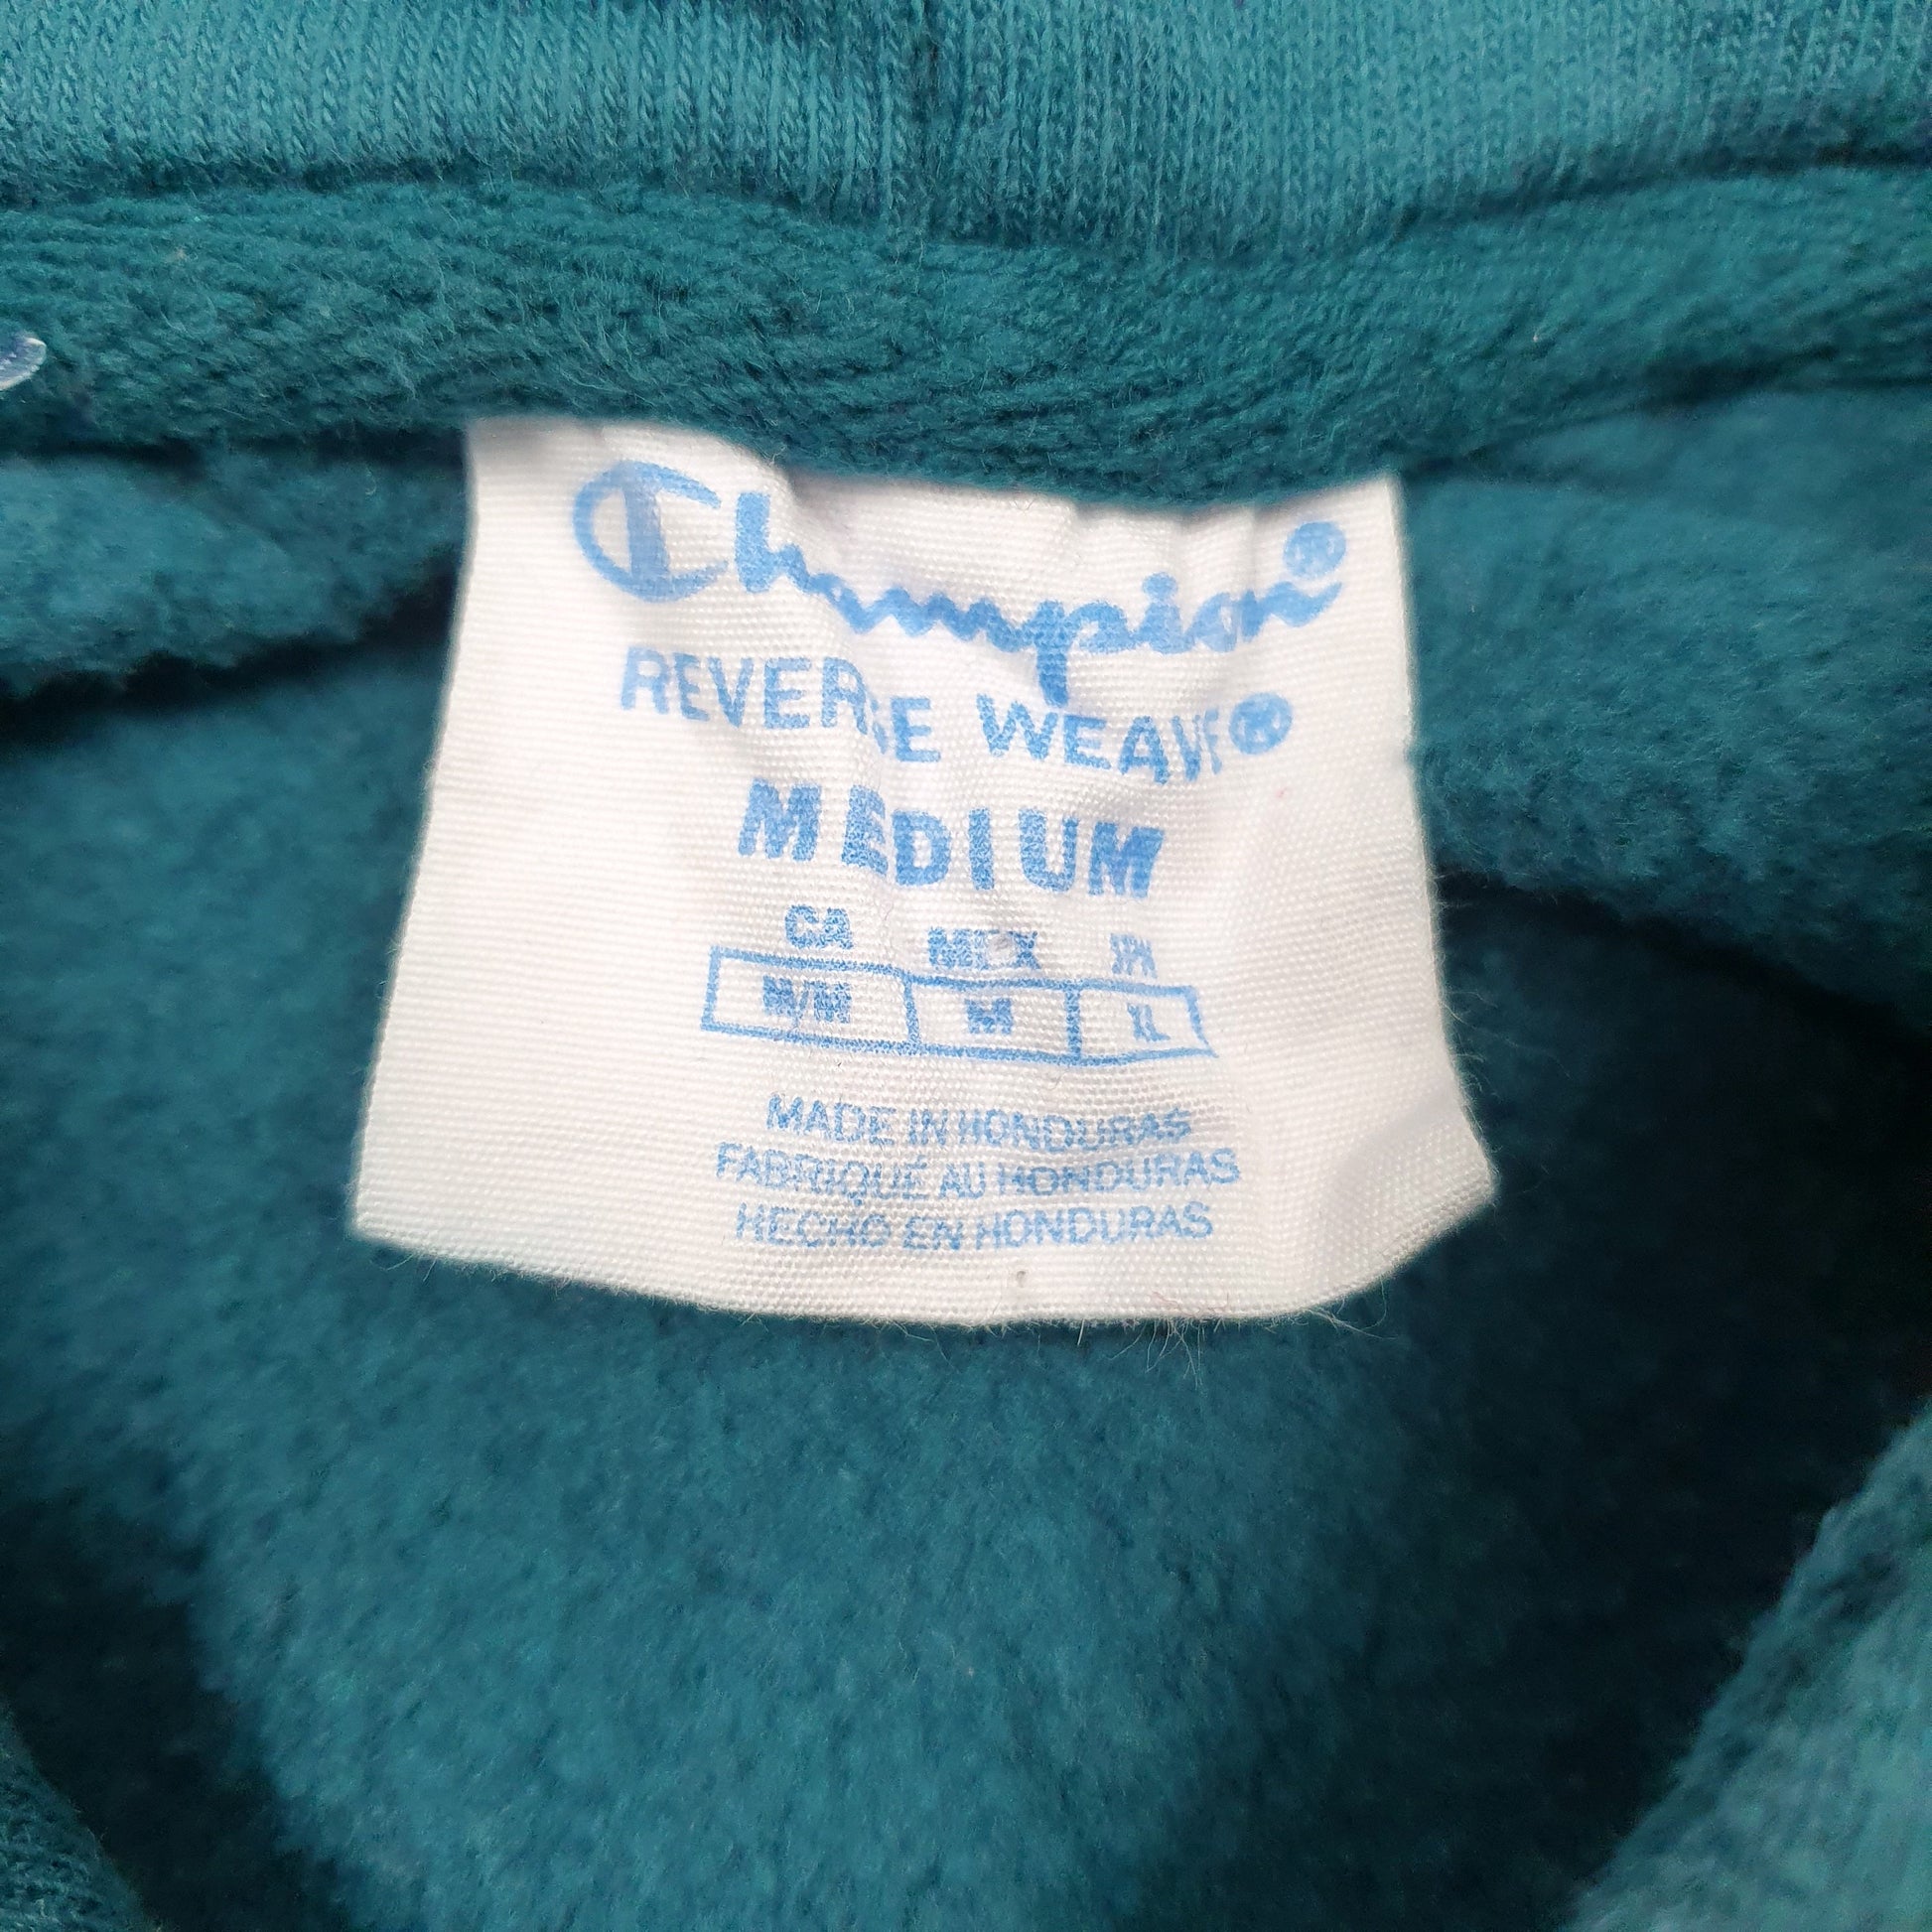 Champion®
REVERSE WEAVE®
MEDIUM
CA MEX JPN
M/M M XL
MADE IN HONDURAS
FABRIQUÉ AU HONDURAS
HECHO EN HONDURAS